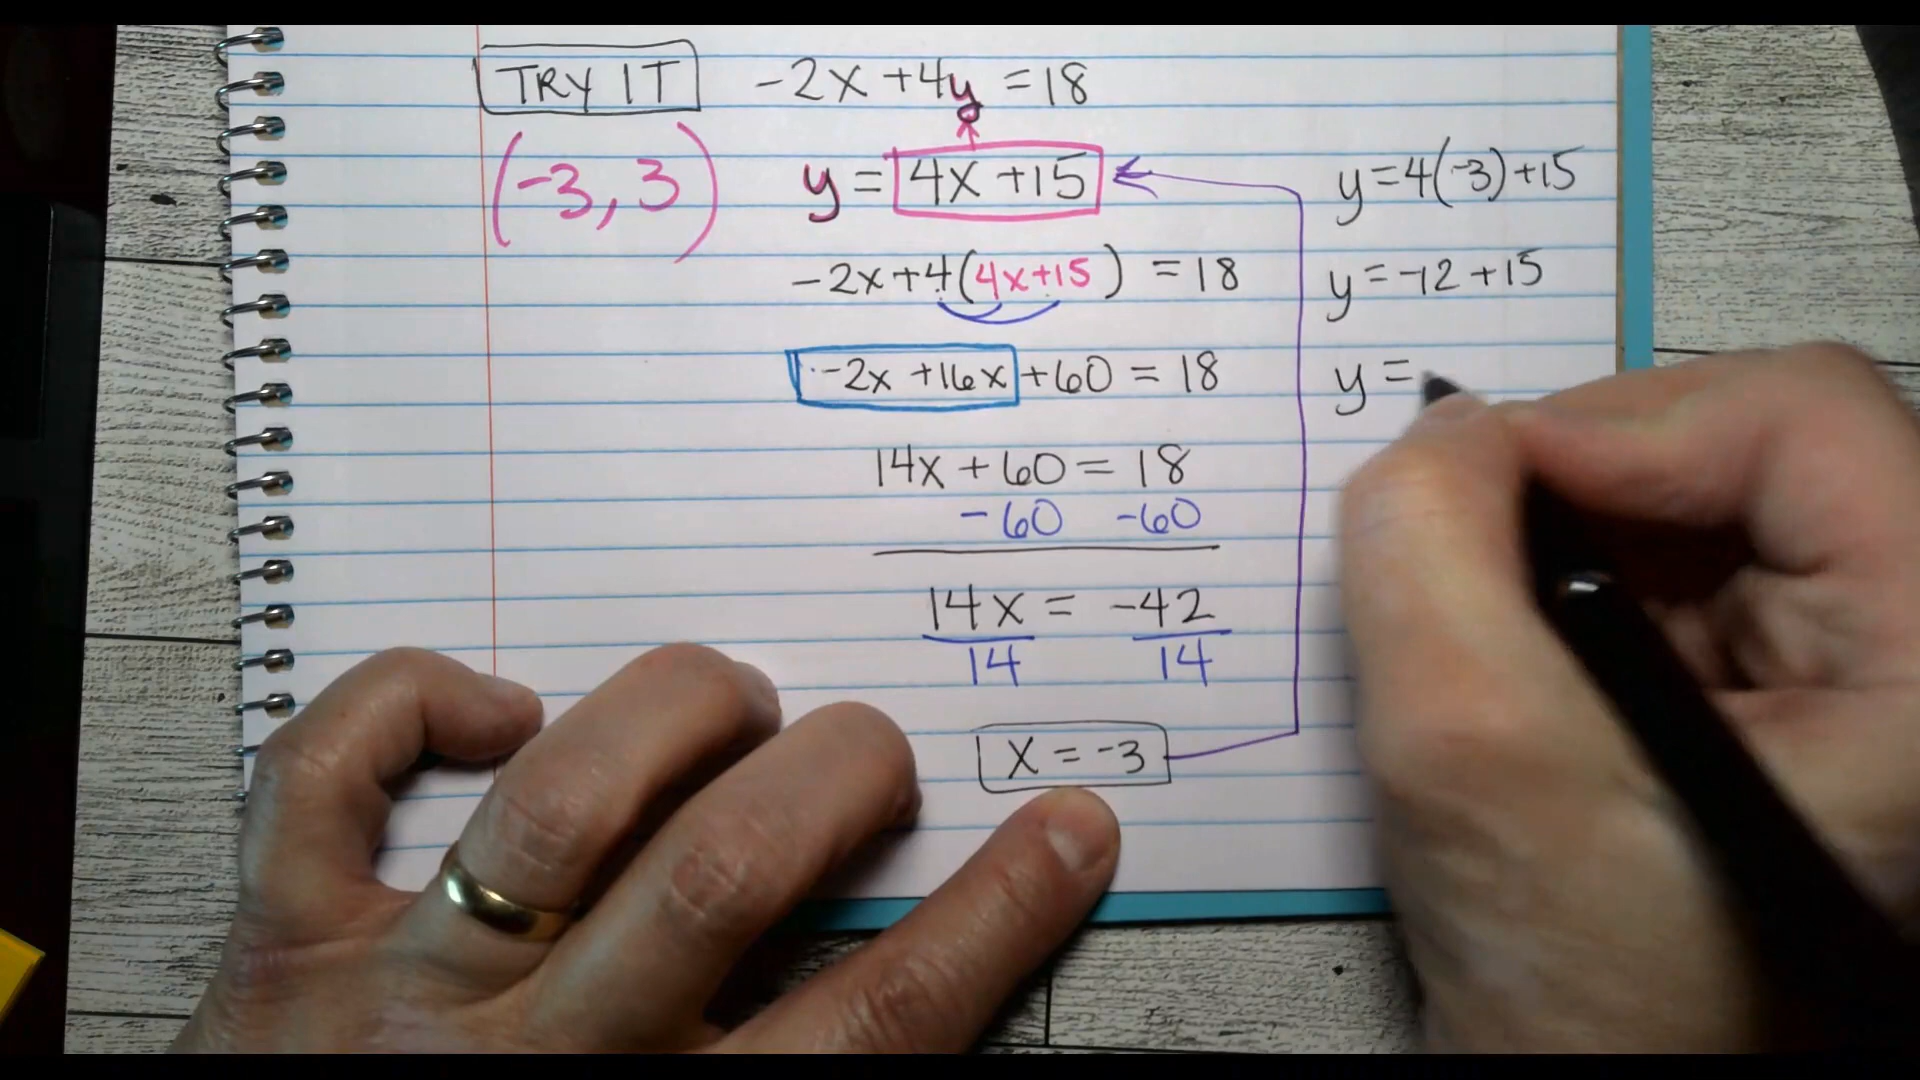 TRY IT -2x +4y = 18
(-3, 3) y = 4x +15
-2x+4(4x+15) = 18
-2x +16x +60 = 18
14x + 60 = 18
-60 -60
14x = -42
14 14
x = -3
y=4(-3)+15
y = -12 +15
y =